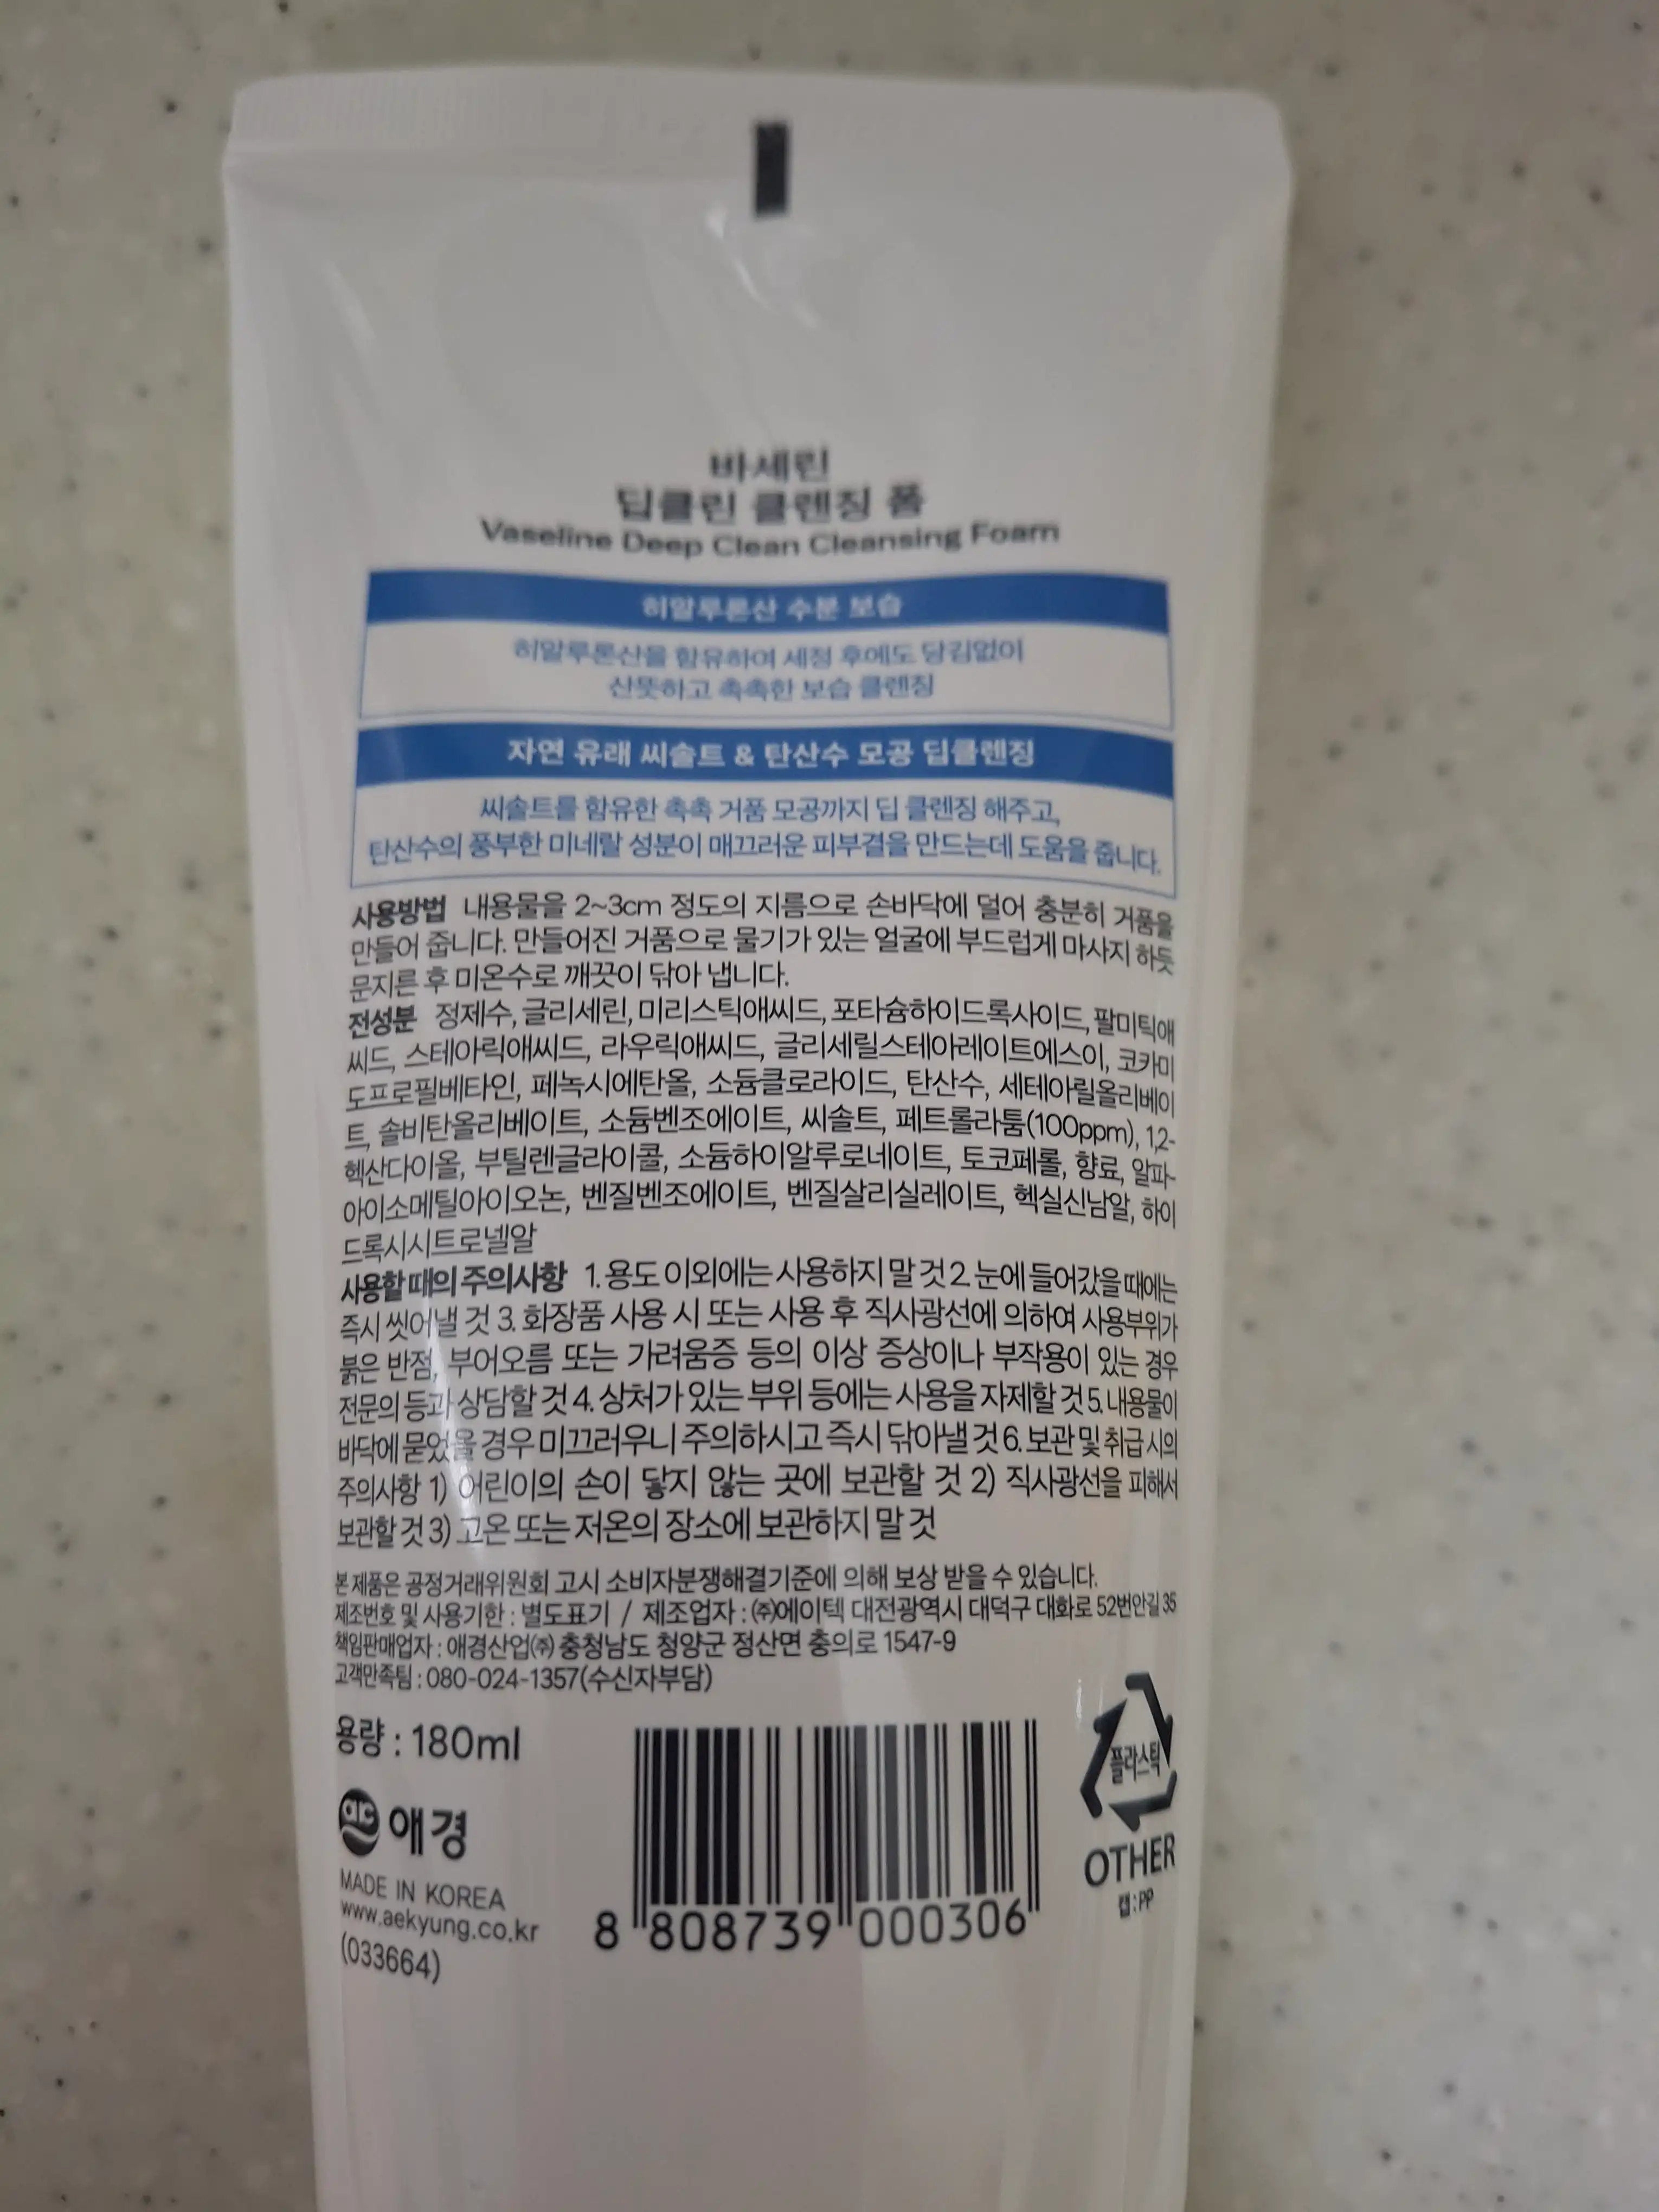 바세린
딥클린 클렌징 폼
Vaseline Deep Clean Cleansing Foam
히알루론산 수분 보습
히알루론산을 함유하여 세정 후에도 당김없이
산뜻하고 촉촉한 보습 클렌징
자연 유래 씨솔트 & 탄산수 모공 딥클렌징
씨솔트를 함유한 촉촉 거품 모공까지 딥 클렌징 해주고,
탄산수의 풍부한 미네랄 성분이 매끄러운 피부결을 만드는데 도움을 줍니다.
사용방법 내용물을 2~3cm 정도의 지름으로 손바닥에 덜어 충분히 거품을
만들어 줍니다. 만들어진 거품으로 물기가 있는 얼굴에 부드럽게 마사지 하듯
문지른 후 미온수로 깨끗이 닦아 냅니다.
전성분 정제수, 글리세린, 미리스틱애씨드, 포타슘하이드록사이드, 팔미틱애
씨드, 스테아릭애씨드, 라우릭애씨드, 글리세릴스테아레이트에스이, 코카미
도프로필베타인, 페녹시에탄올, 소듐클로라이드, 탄산수, 세테아릴올리베이
트, 솔비탄올리베이트, 소듐벤조에이트, 씨솔트, 페트롤라툼(100ppm), 1,2-
헥산다이올, 부틸렌글라이콜, 소듐하이알루로네이트, 토코페롤, 향료, 알파-
아이소메틸아이오논, 벤질벤조에이트, 벤질살리실레이트, 헥실신남알, 하이
드록시시트로넬알
사용할 때의 주의사항 1. 용도 이외에는 사용하지 말 것 2. 눈에 들어갔을 때에는
즉시 씻어낼 것 3. 화장품 사용 시 또는 사용 후 직사광선에 의하여 사용부위가
붉은 반점, 부어오름 또는 가려움증 등의 이상 증상이나 부작용이 있는 경우
전문의 등과 상담할 것 4. 상처가 있는 부위 등에는 사용을 자제할 것 5. 내용물이
바닥에 묻었을 경우 미끄러우니 주의하시고 즉시 닦아낼 것 6. 보관 및 취급 시의
주의사항 1) 어린이의 손이 닿지 않는 곳에 보관할 것 2) 직사광선을 피해서
보관할 것 3) 고온 또는 저온의 장소에 보관하지 말 것
본 제품은 공정거래위원회 고시 소비자분쟁해결기준에 의해 보상 받을 수 있습니다.
제조번호 및 사용기한 : 별도표기 / 제조업자 : ㈜에이텍 대전광역시 대덕구 대화로 52번안길 35
책임판매업자 : 애경산업㈜ 충청남도 청양군 정산면 충의로 1547-9
고객만족팀 : 080-024-1357(수신자부담)
용량 : 180ml
애경
MADE IN KOREA
www.aekyung.co.kr
(033664)
8 808739 000306
플라스틱
OTHER
캡:PP